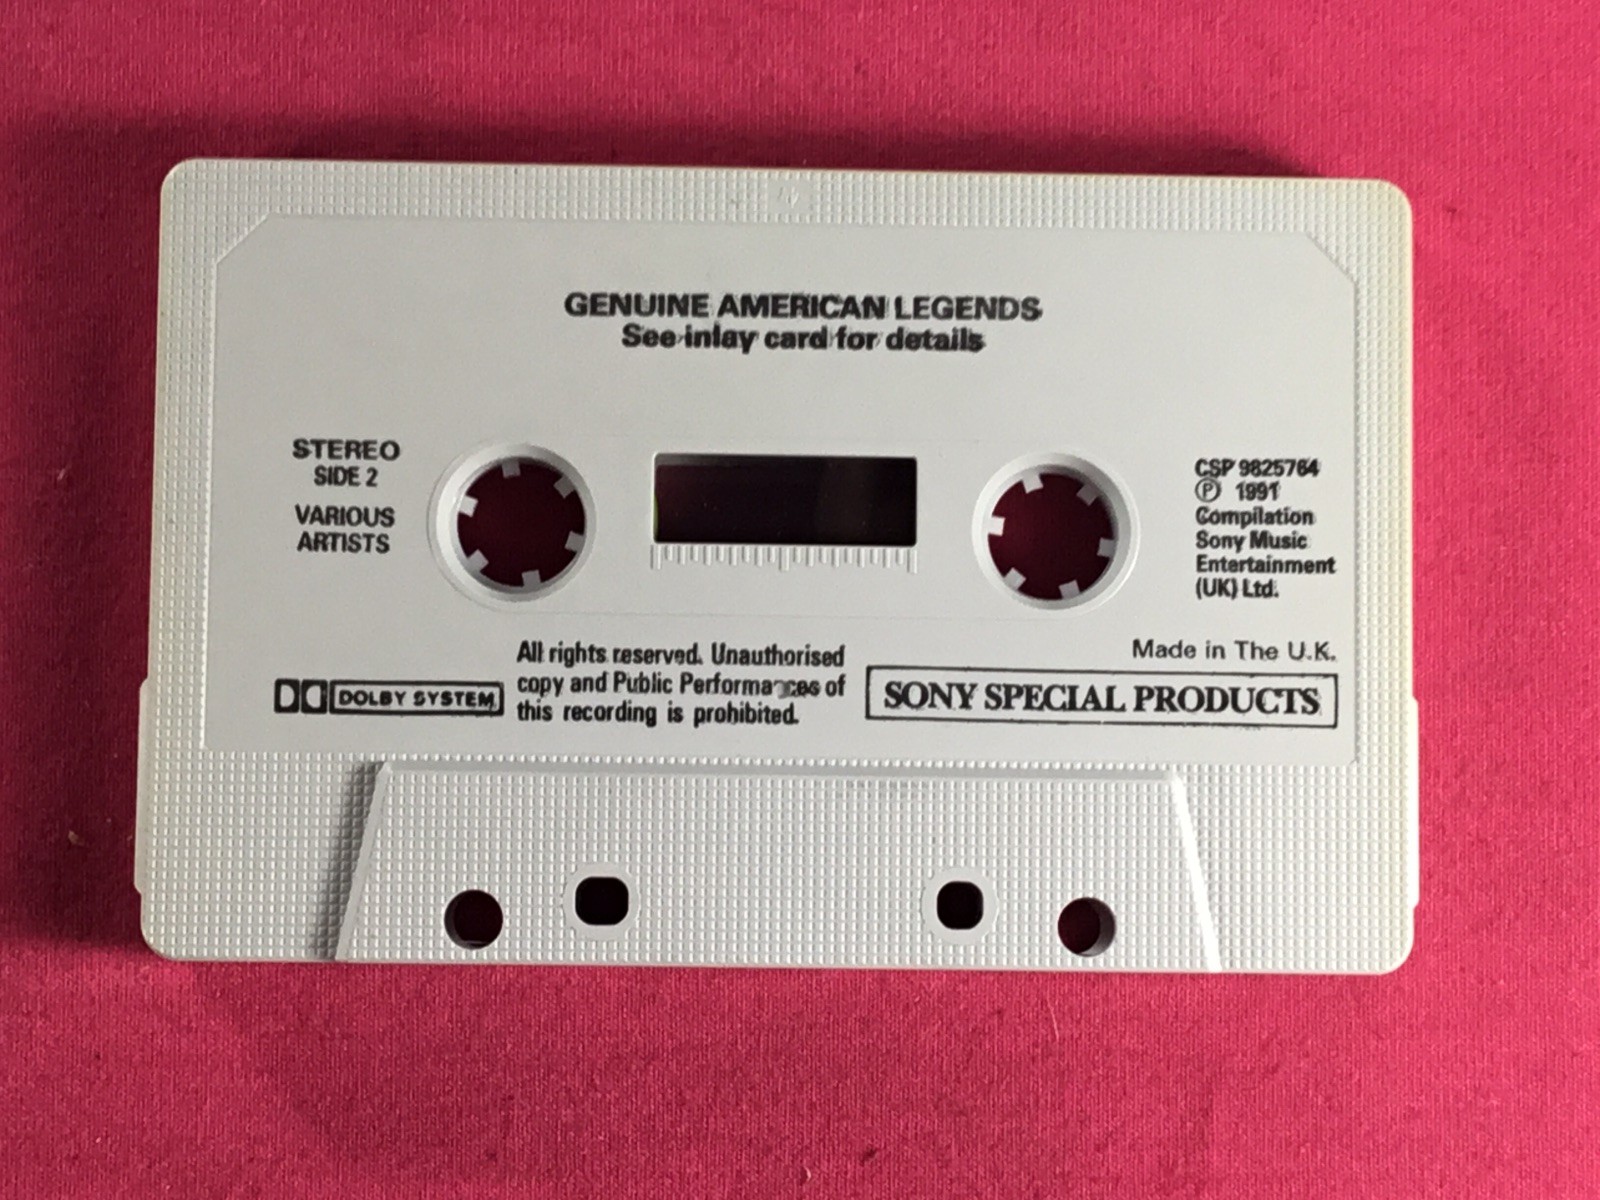 GENUINE AMERICAN LEGENDS
See inlay card for details
STEREO
SIDE 2
VARIOUS
ARTISTS
CSP 9825764
Ⓟ 1991
Compilation
Sony Music
Entertainment
(UK) Ltd.
Made in The U.K.
DOLBY SYSTEM
All rights reserved. Unauthorised
copy and Public Performances of
this recording is prohibited.
SONY SPECIAL PRODUCTS